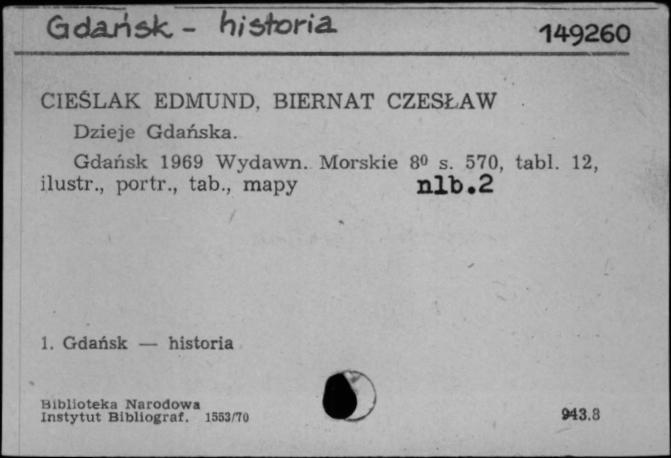 Gdańsk - historia 149260
CIEŚLAK EDMUND, BIERNAT CZESŁAW
Dzieje Gdańska.
Gdańsk 1969 Wydawn. Morskie 8⁰ s. 570, tabl. 12,
ilustr., portr., tab., mapy nlb.2
1. Gdańsk — historia
Biblioteka Narodowa
Instytut Bibliograf. 1553/70 943.8